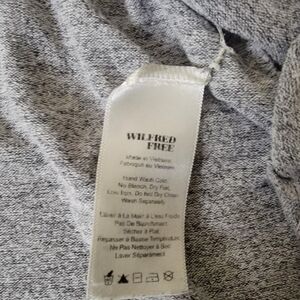 WILFRED
FREE
Made in Vietnam
Fabriqué au Vietnam
Hand Wash Cold,
No Bleach, Dry Flat,
Low Iron, Do Not Dry Clean
Wash Separately
Laver à La Main à L'eau Froide
Pas De Blanchiment
Sécher à Plat
Repasser à Basse Température
Ne Pas Nettoyer à Sec
Laver Séparément